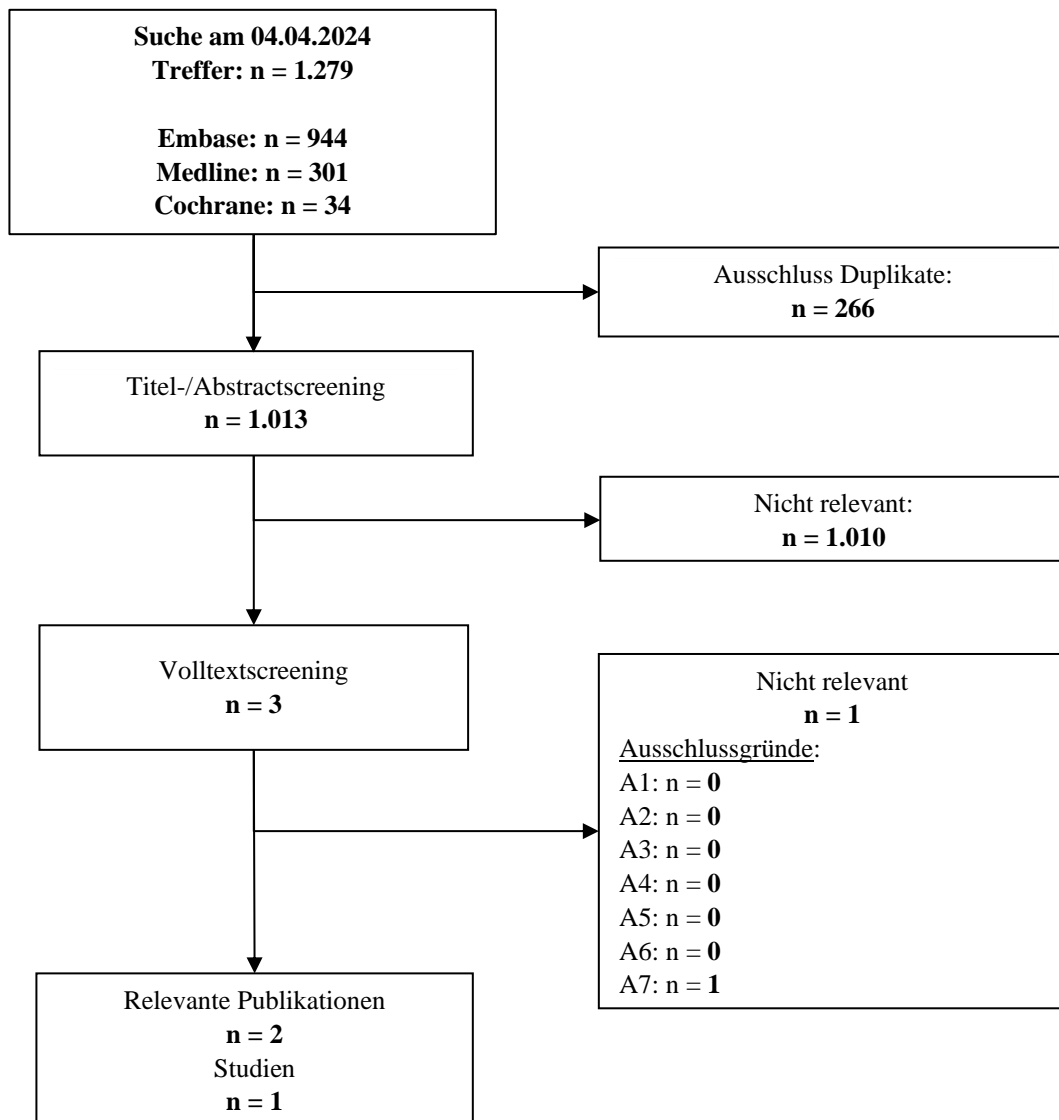 Suche am 04.04.2024
Treffer: n = 1.279
Embase: n = 944
Medline: n = 301
Cochrane: n = 34
Ausschluss Duplikate:
n = 266
Titel-/Abstractscreening
n = 1.013
Nicht relevant:
n = 1.010
Volltextscreening
n = 3
Nicht relevant
n = 1
Ausschlussgründe:
A1: n = 0
A2: n = 0
A3: n = 0
A4: n = 0
A5: n = 0
A6: n = 0
A7: n = 1
Relevante Publikationen
n = 2
Studien
n = 1